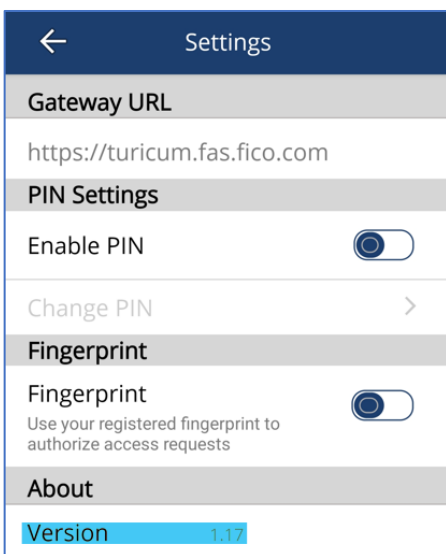 Settings
Gateway URL
https://turicum.fas.fico.com
PIN Settings
Enable PIN
Change PIN
Fingerprint
Fingerprint
Use your registered fingerprint to
authorize access requests
About
Version 1.17